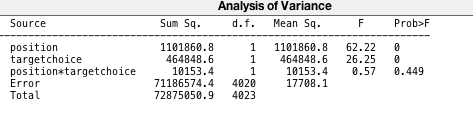 Analysis of Variance
Source Sum Sq. d.f. Mean Sq. F Prob>F
position 1101860.8 1 1101860.8 62.22 0
targetchoice 464848.6 1 464848.6 26.25 0
position*targetchoice 10153.4 1 10153.4 0.57 0.449
Error 71186574.4 4020 17708.1
Total 72875050.9 4023